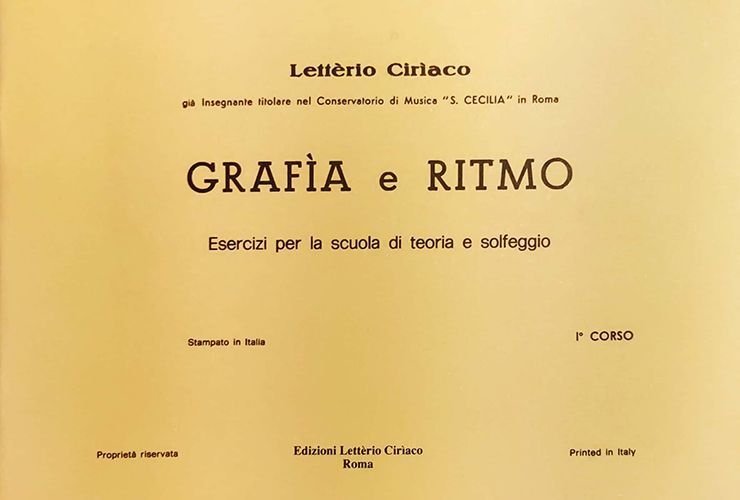 Lettèrio Cirìaco
già Insegnante titolare nel Conservatorio di Musica "S. CECILIA" in Roma
GRAFÌA e RITMO
Esercizi per la scuola di teoria e solfeggio
Stampato in Italia
I° CORSO
Proprietà riservata
Edizioni Lettèrio Cirìaco
Roma
Printed in Italy